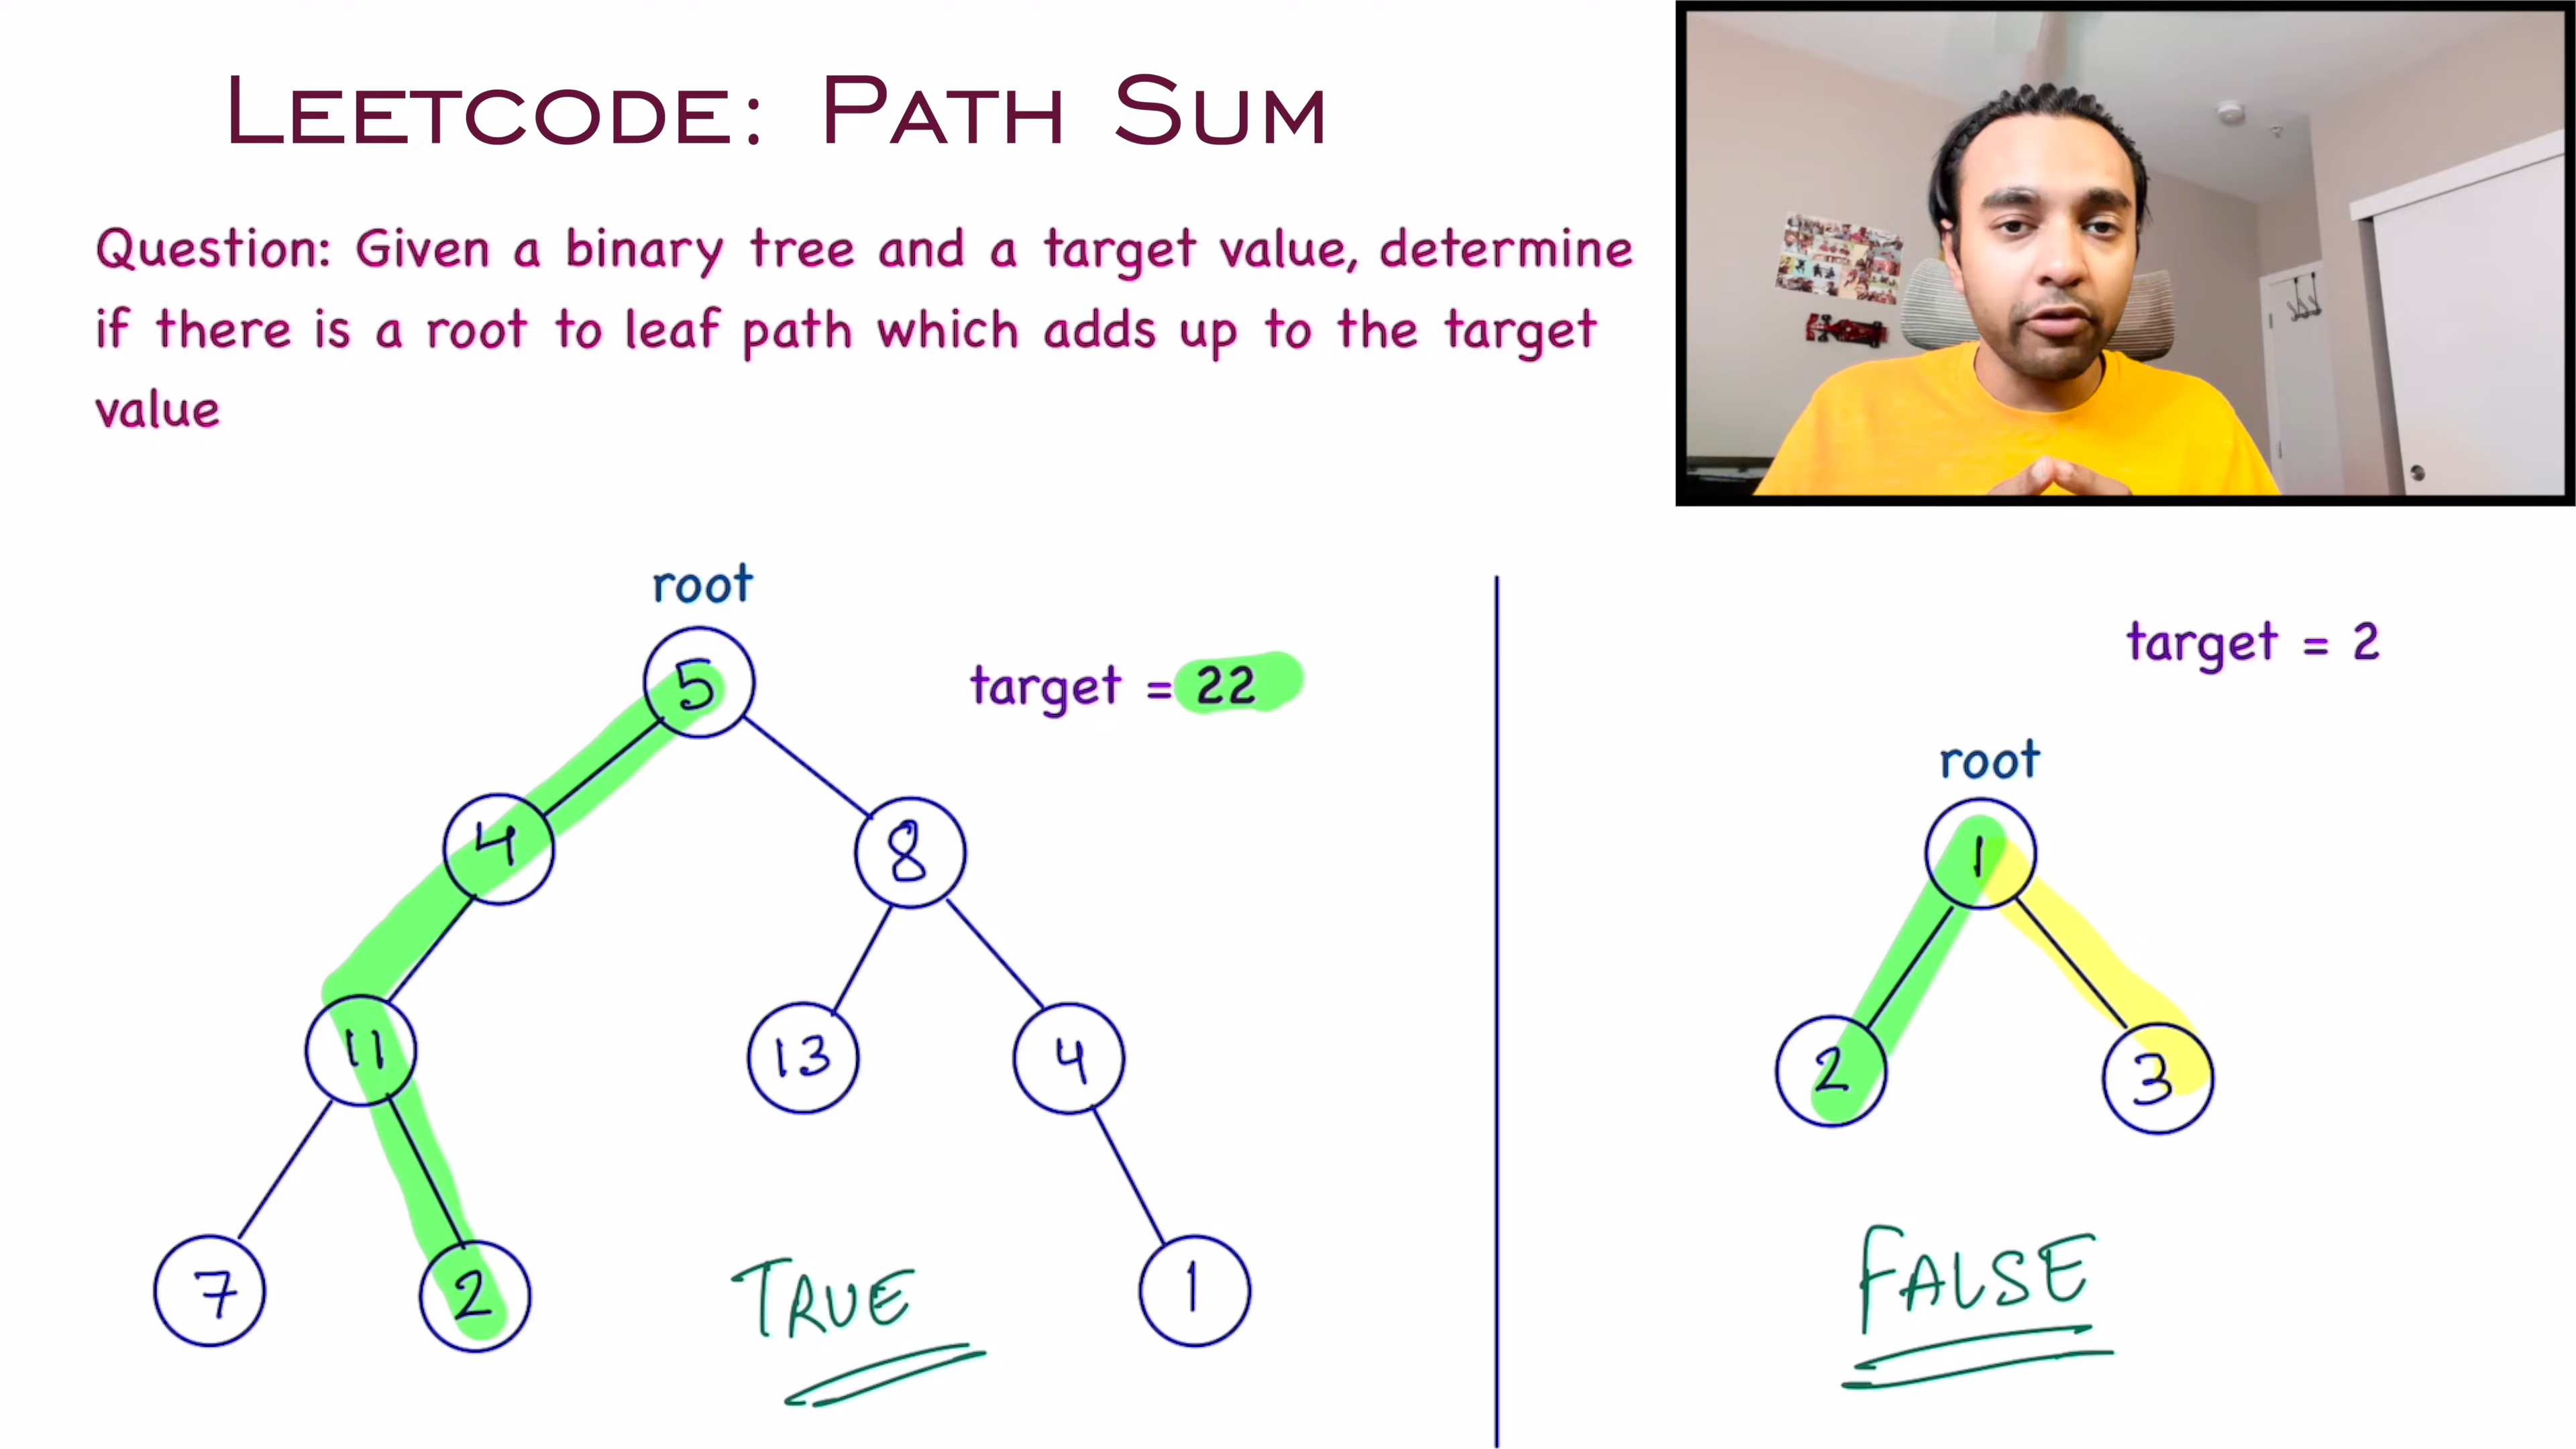 LEETCODE: PATH SUM
Question: Given a binary tree and a target value, determine
if there is a root to leaf path which adds up to the target
value
root
5
target = 22
4
8
11
13
4
7
2
1
TRUE
target = 2
root
1
2
3
FALSE